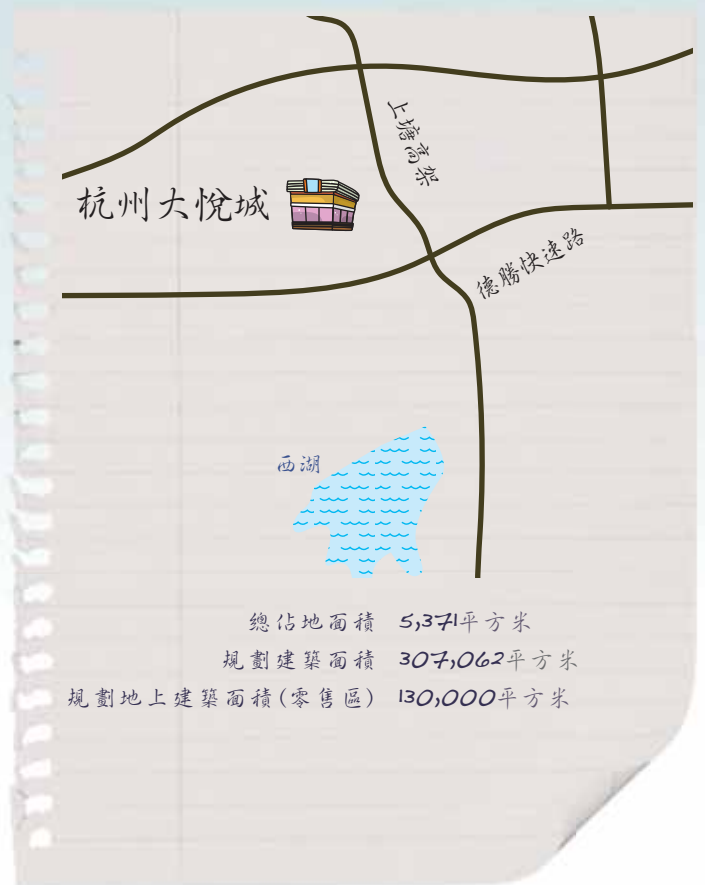 上塘高架
杭州大悅城
德勝快速路
西湖
總佔地面積 5,371平方米
規劃建築面積 307,062平方米
規劃地上建築面積(零售區) 130,000平方米